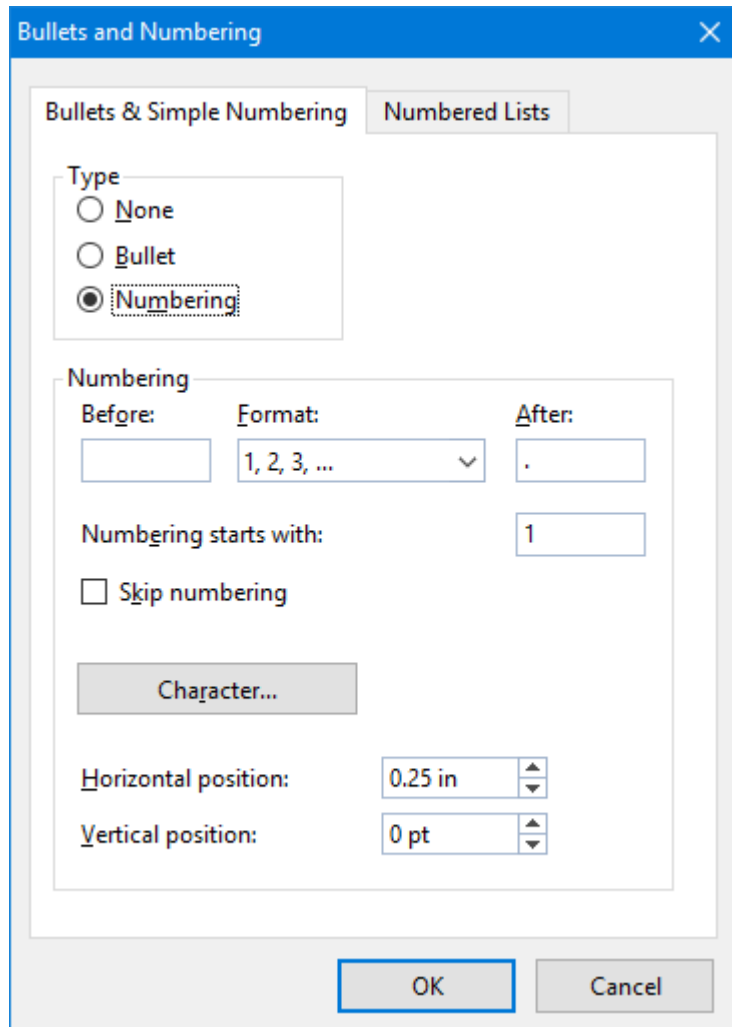 Bullets and Numbering
Bullets & Simple Numbering Numbered Lists
Type
None
Bullet
Numbering
Numbering
Before: Format: After:
1, 2, 3, ... .
Numbering starts with: 1
Skip numbering
Character...
Horizontal position: 0.25 in
Vertical position: 0 pt
OK Cancel